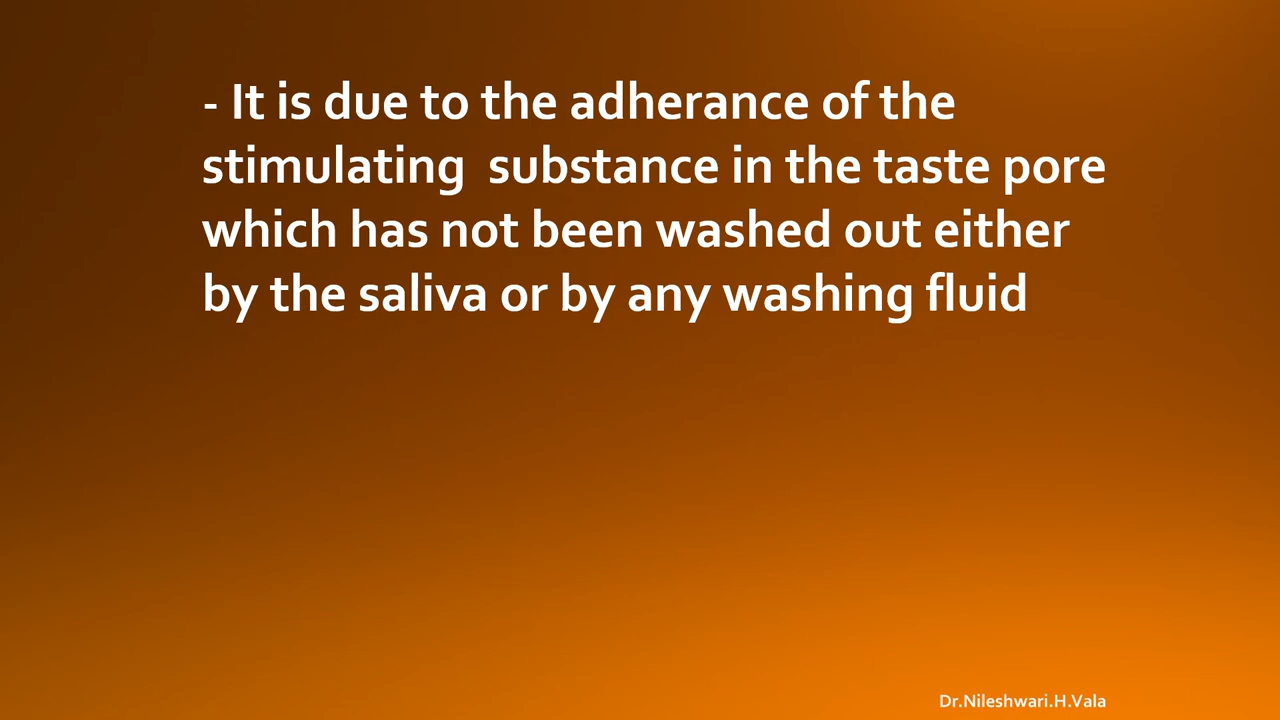 - It is due to the adherance of the
stimulating  substance in the taste pore
which has not been washed out either
by the saliva or by any washing fluid
Dr.Nileshwari.H.Vala